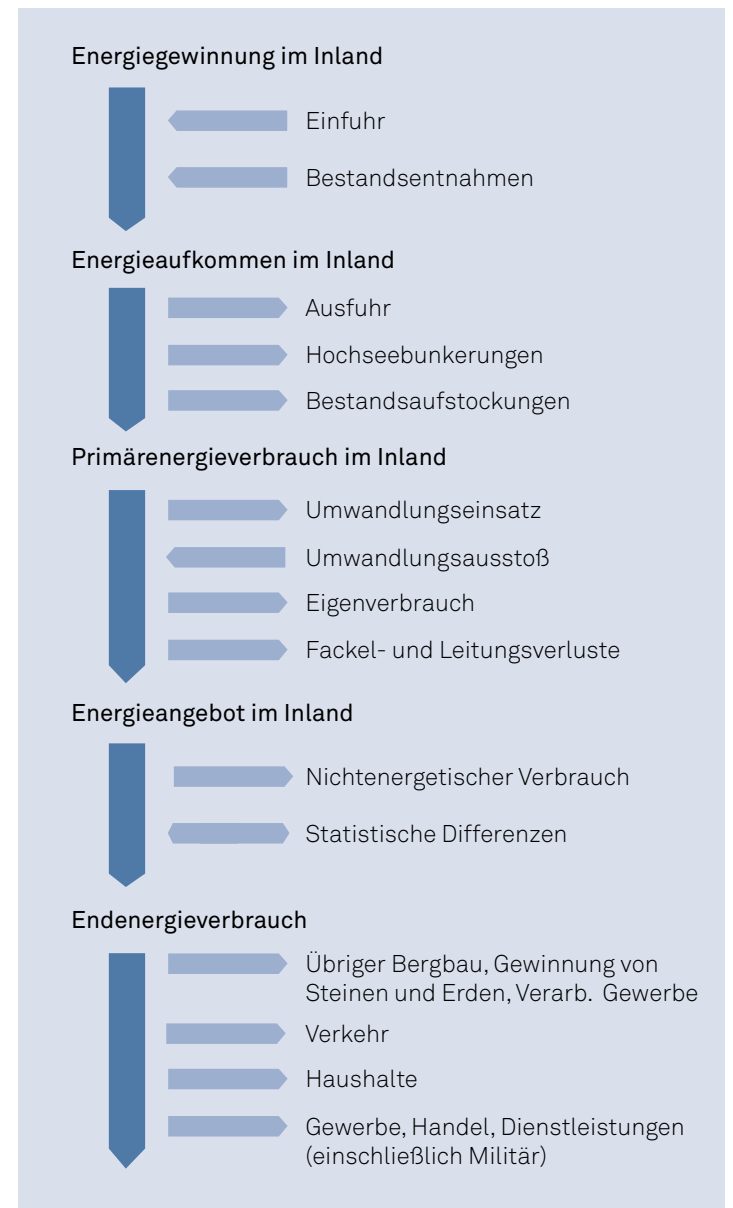 Energiegewinnung im Inland
Einfuhr
Bestandsentnahmen
Energieaufkommen im Inland
Ausfuhr
Hochseebunkerungen
Bestandsaufstockungen
Primärenergieverbrauch im Inland
Umwandlungseinsatz
Umwandlungsausstoß
Eigenverbrauch
Fackel- und Leitungsverluste
Energieangebot im Inland
Nichtenergetischer Verbrauch
Statistische Differenzen
Endenergieverbrauch
Übriger Bergbau, Gewinnung von
Steinen und Erden, Verarb. Gewerbe
Verkehr
Haushalte
Gewerbe, Handel, Dienstleistungen
(einschließlich Militär)